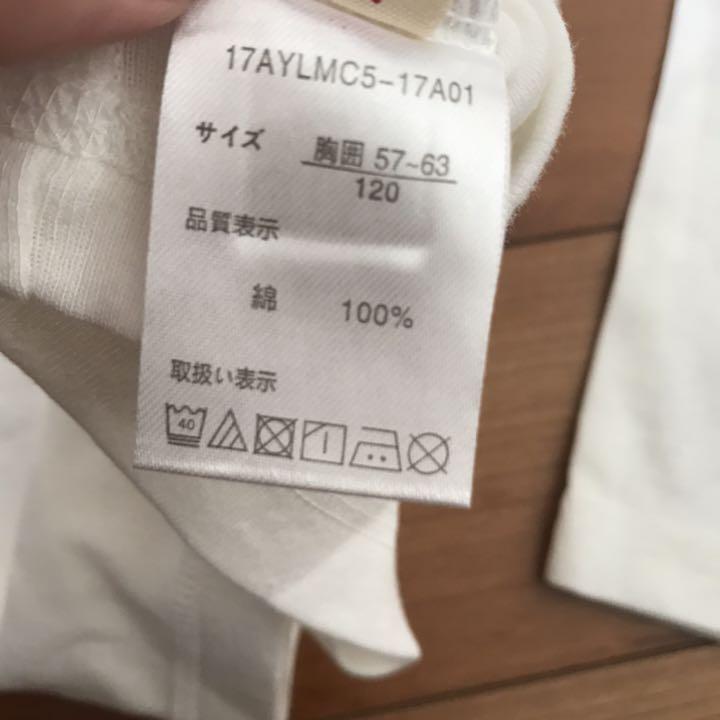 17AYLMC5-17A01
サイズ 胸囲 57~63
120
品質表示
綿 100%
取扱い表示
40